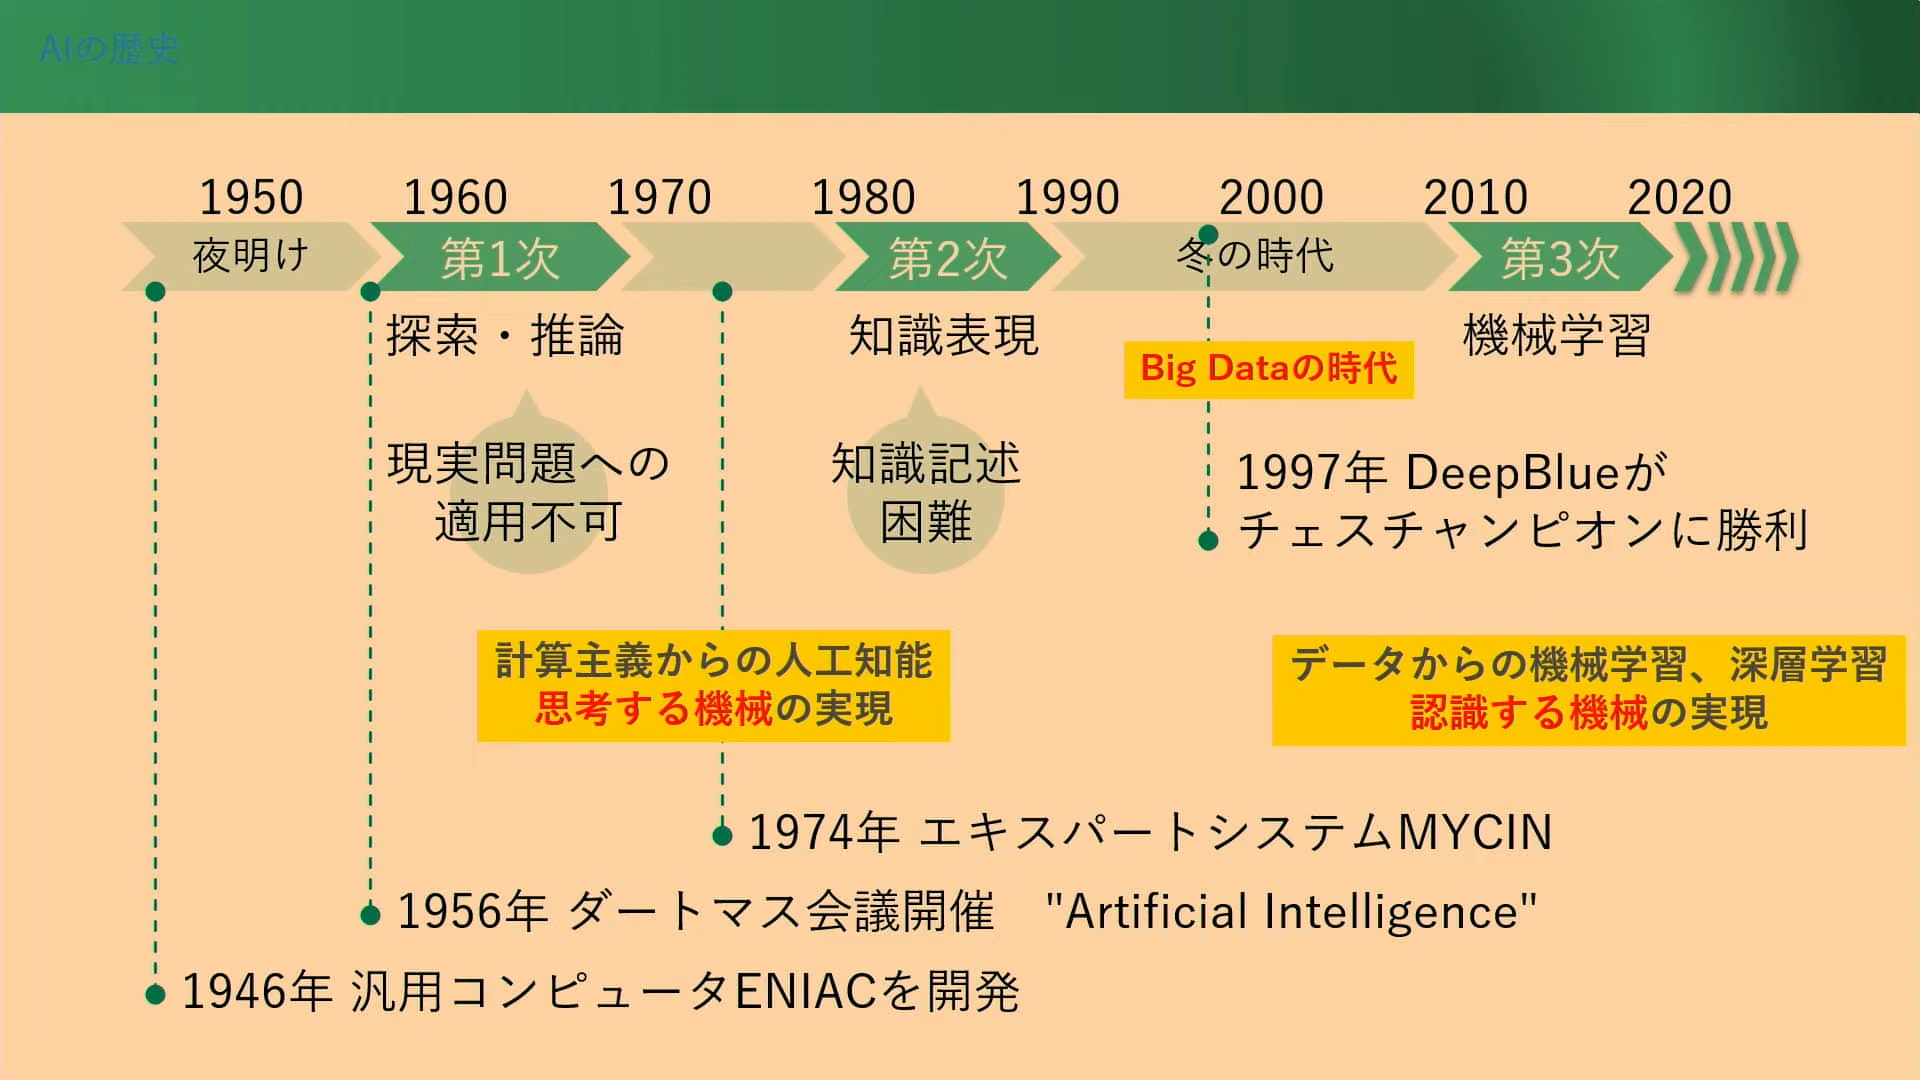 AIの歴史
1950 1960 1970 1980 1990 2000 2010 2020
夜明け 第1次 第2次 冬の時代 第3次
探索・推論 知識表現 機械学習
Big Dataの時代
現実問題への
適用不可
知識記述
困難
1997年 DeepBlueが
チェスチャンピオンに勝利
計算主義からの人工知能
思考する機械の実現
データからの機械学習、深層学習
認識する機械の実現
1974年 エキスパートシステムMYCIN
1956年 ダートマス会議開催　"Artificial Intelligence"
1946年 汎用コンピュータENIACを開発